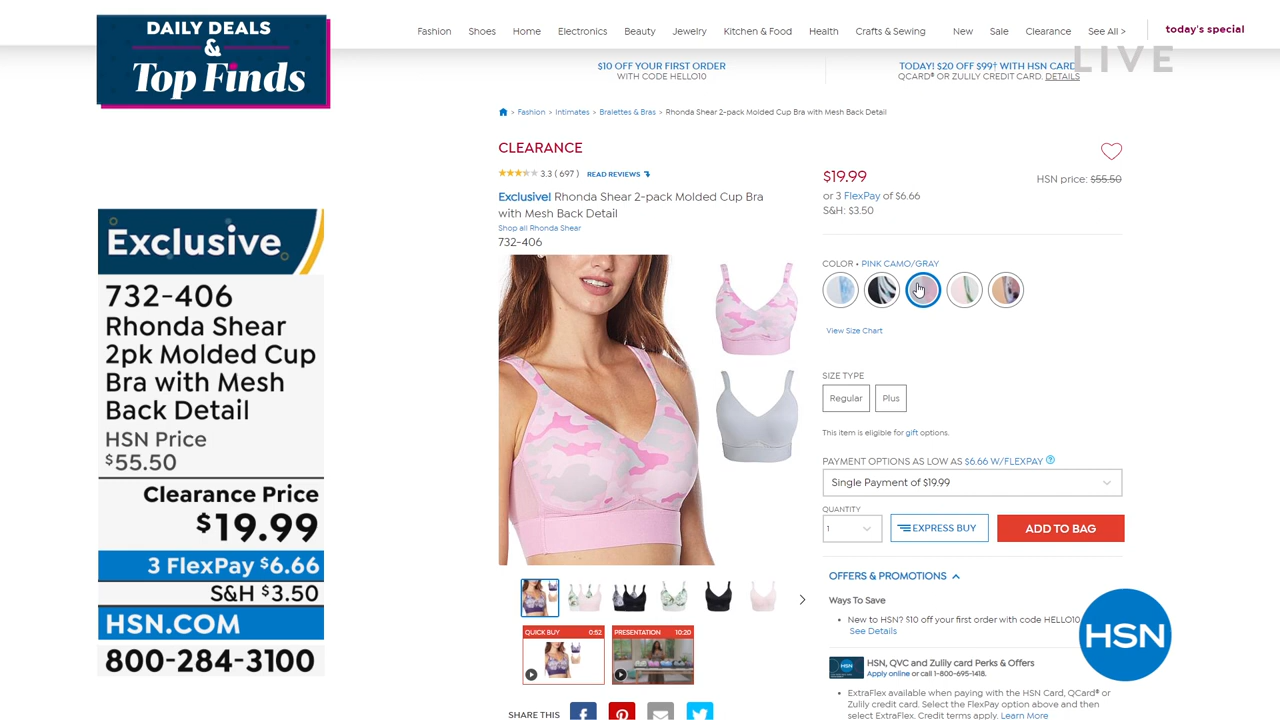 DAILY DEALS
&
Top Finds
Fashion Shoes Home Electronics Beauty Jewelry Kitchen & Food Health Crafts & Sewing New Sale Clearance See All > today's special
LIVE
$10 OFF YOUR FIRST ORDER
WITH CODE HELLO10
TODAY! $20 OFF $99† WITH HSN CARD
QCARD® OR ZULILY CREDIT CARD. DETAILS
> Fashion > Intimates > Bralettes & Bras > Rhonda Shear 2-pack Molded Cup Bra with Mesh Back Detail
CLEARANCE
3.3 ( 697 ) READ REVIEWS
Exclusive! Rhonda Shear 2-pack Molded Cup Bra
with Mesh Back Detail
Shop all Rhonda Shear
732-406
$19.99
HSN price: $55.50
or 3 FlexPay of $6.66
S&H: $3.50
COLOR • PINK CAMO/GRAY
View Size Chart
SIZE TYPE
Regular Plus
This item is eligible for gift options.
PAYMENT OPTIONS AS LOW AS $6.66 W/FLEXPAY ?
Single Payment of $19.99
QUANTITY
1
EXPRESS BUY
ADD TO BAG
OFFERS & PROMOTIONS
Ways To Save
• New to HSN? $10 off your first order with code HELLO10
See Details
HSN
HSN, QVC and Zulily card Perks & Offers
Apply online or call 1-800-695-1418.
• ExtraFlex available when paying with the HSN Card, QCard® or
Zulily credit card. Select the FlexPay option above and then
select ExtraFlex. Credit terms apply. Learn More
QUICK BUY 0:52
PRESENTATION 10:20
SHARE THIS
Exclusive
732-406
Rhonda Shear
2pk Molded Cup
Bra with Mesh
Back Detail
HSN Price
$55.50
Clearance Price
$19.99
3 FlexPay $6.66
S&H $3.50
HSN.COM
800-284-3100
HSN